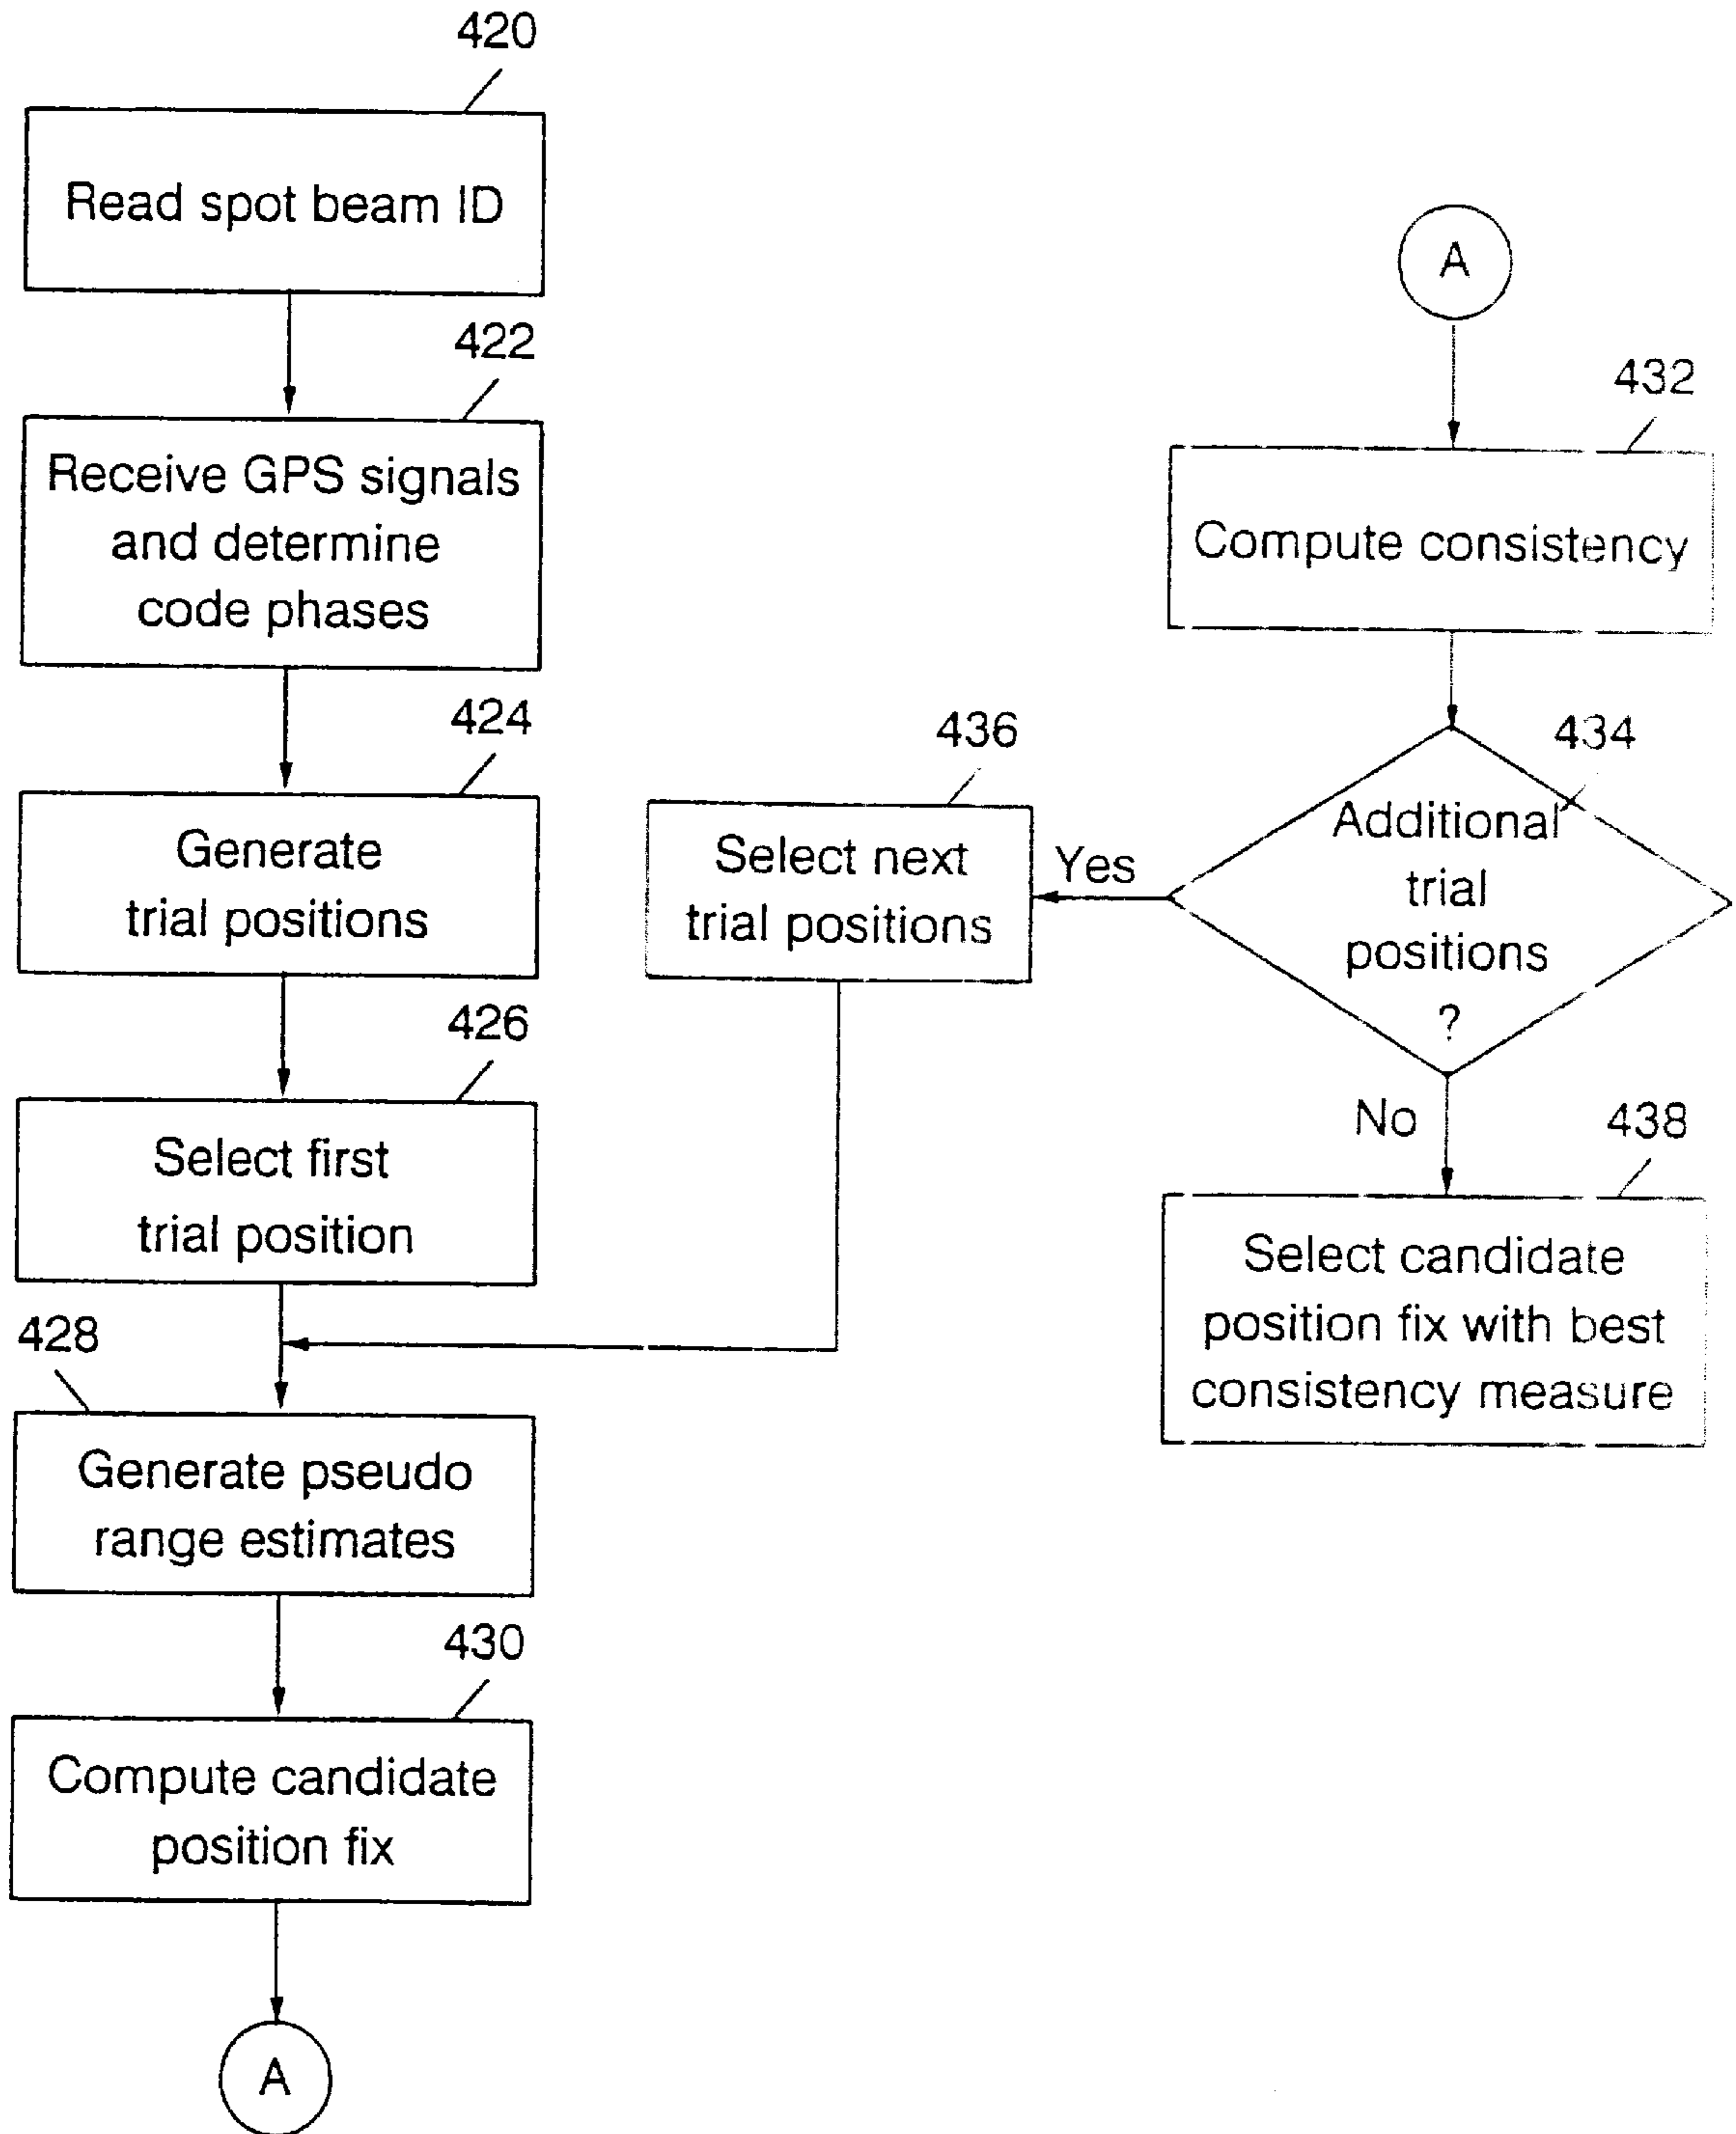 420
Read spot beam ID
422
Receive GPS signals
and determine
code phases
424
Generate
trial positions
426
Select first
trial position
428
Generate pseudo
range estimates
430
Compute candidate
position fix
A
A
432
Compute consistency
434
Additional
trial
positions
?
Yes
436
Select next
trial positions
No
438
Select candidate
position fix with best
consistency measure